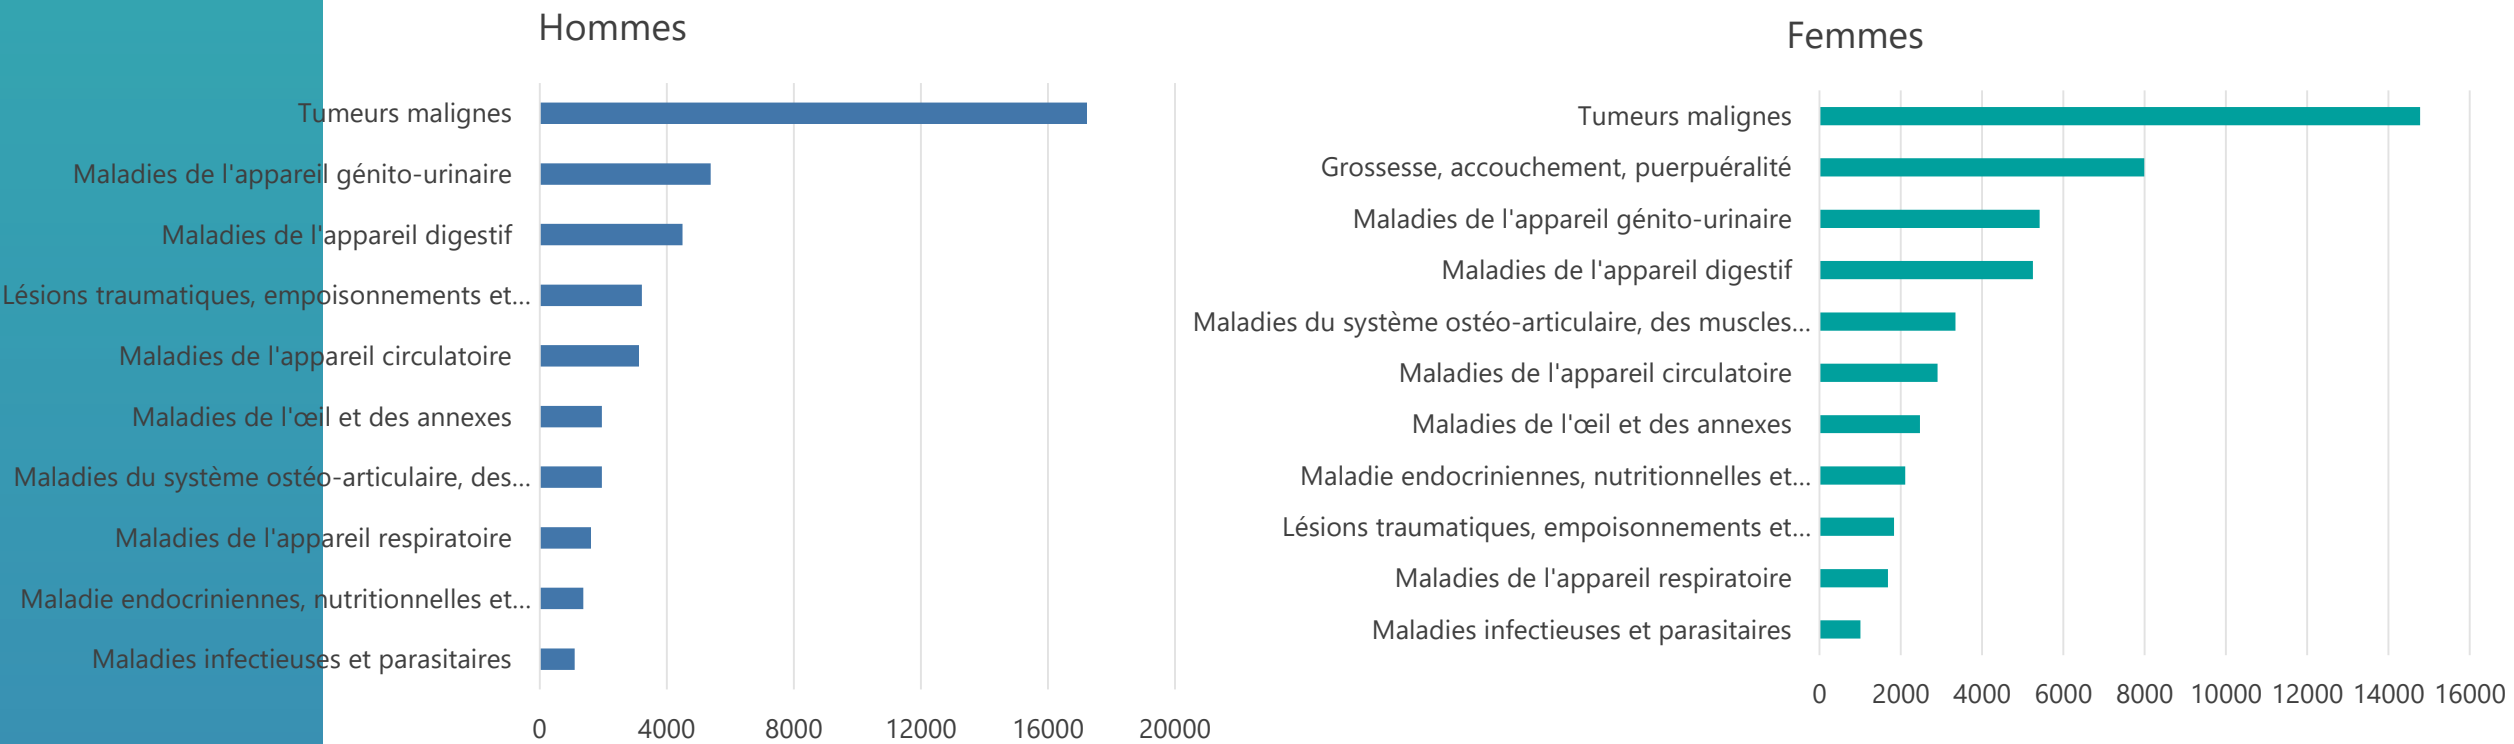 Hommes
Tumeurs malignes
Maladies de l'appareil génito-urinaire
Maladies de l'appareil digestif
Lésions traumatiques, empoisonnements et...
Maladies de l'appareil circulatoire
Maladies de l'œil et des annexes
Maladies du système ostéo-articulaire, des...
Maladies de l'appareil respiratoire
Maladie endocriniennes, nutritionnelles et...
Maladies infectieuses et parasitaires
0 4000 8000 12000 16000 20000
Femmes
Tumeurs malignes
Grossesse, accouchement, puerpuéralité
Maladies de l'appareil génito-urinaire
Maladies de l'appareil digestif
Maladies du système ostéo-articulaire, des muscles...
Maladies de l'appareil circulatoire
Maladies de l'œil et des annexes
Maladie endocriniennes, nutritionnelles et...
Lésions traumatiques, empoisonnements et...
Maladies de l'appareil respiratoire
Maladies infectieuses et parasitaires
0 2000 4000 6000 8000 10000 12000 14000 16000